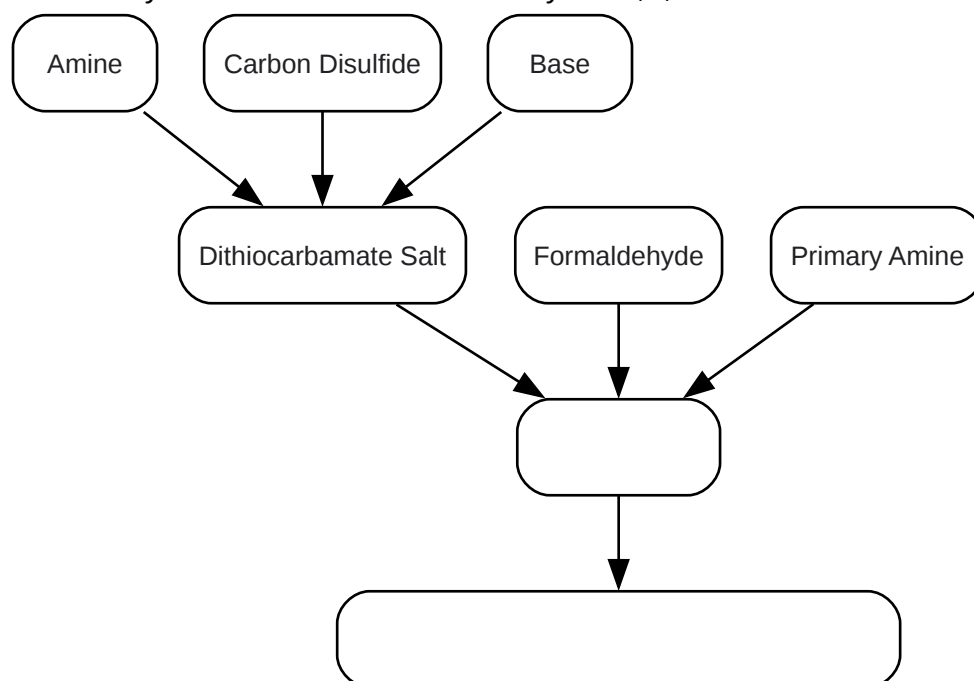 Amine
Carbon Disulfide
Base
Dithiocarbamate Salt
Formaldehyde
Primary Amine